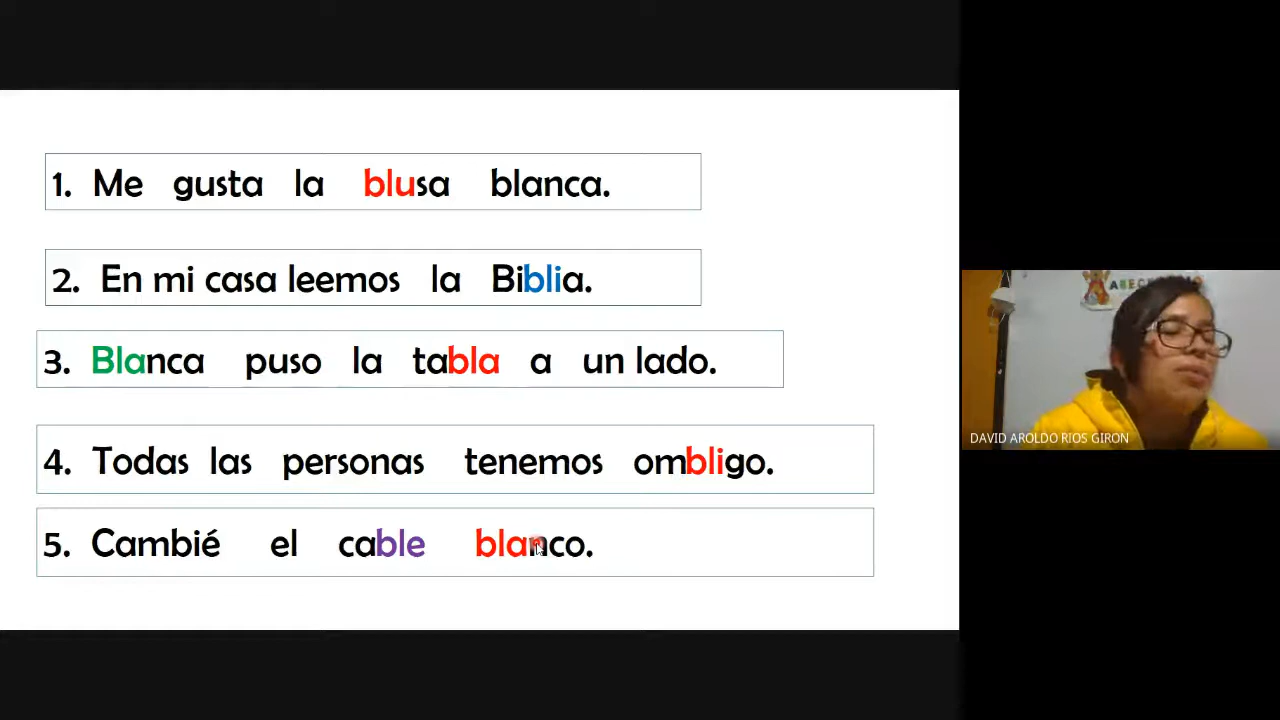 1. Me gusta la blusa blanca.
2. En mi casa leemos la Biblia.
3. Blanca puso la tabla a un lado.
4. Todas las personas tenemos ombligo.
5. Cambié el cable blanco.
DAVID AROLDO RIOS GIRON